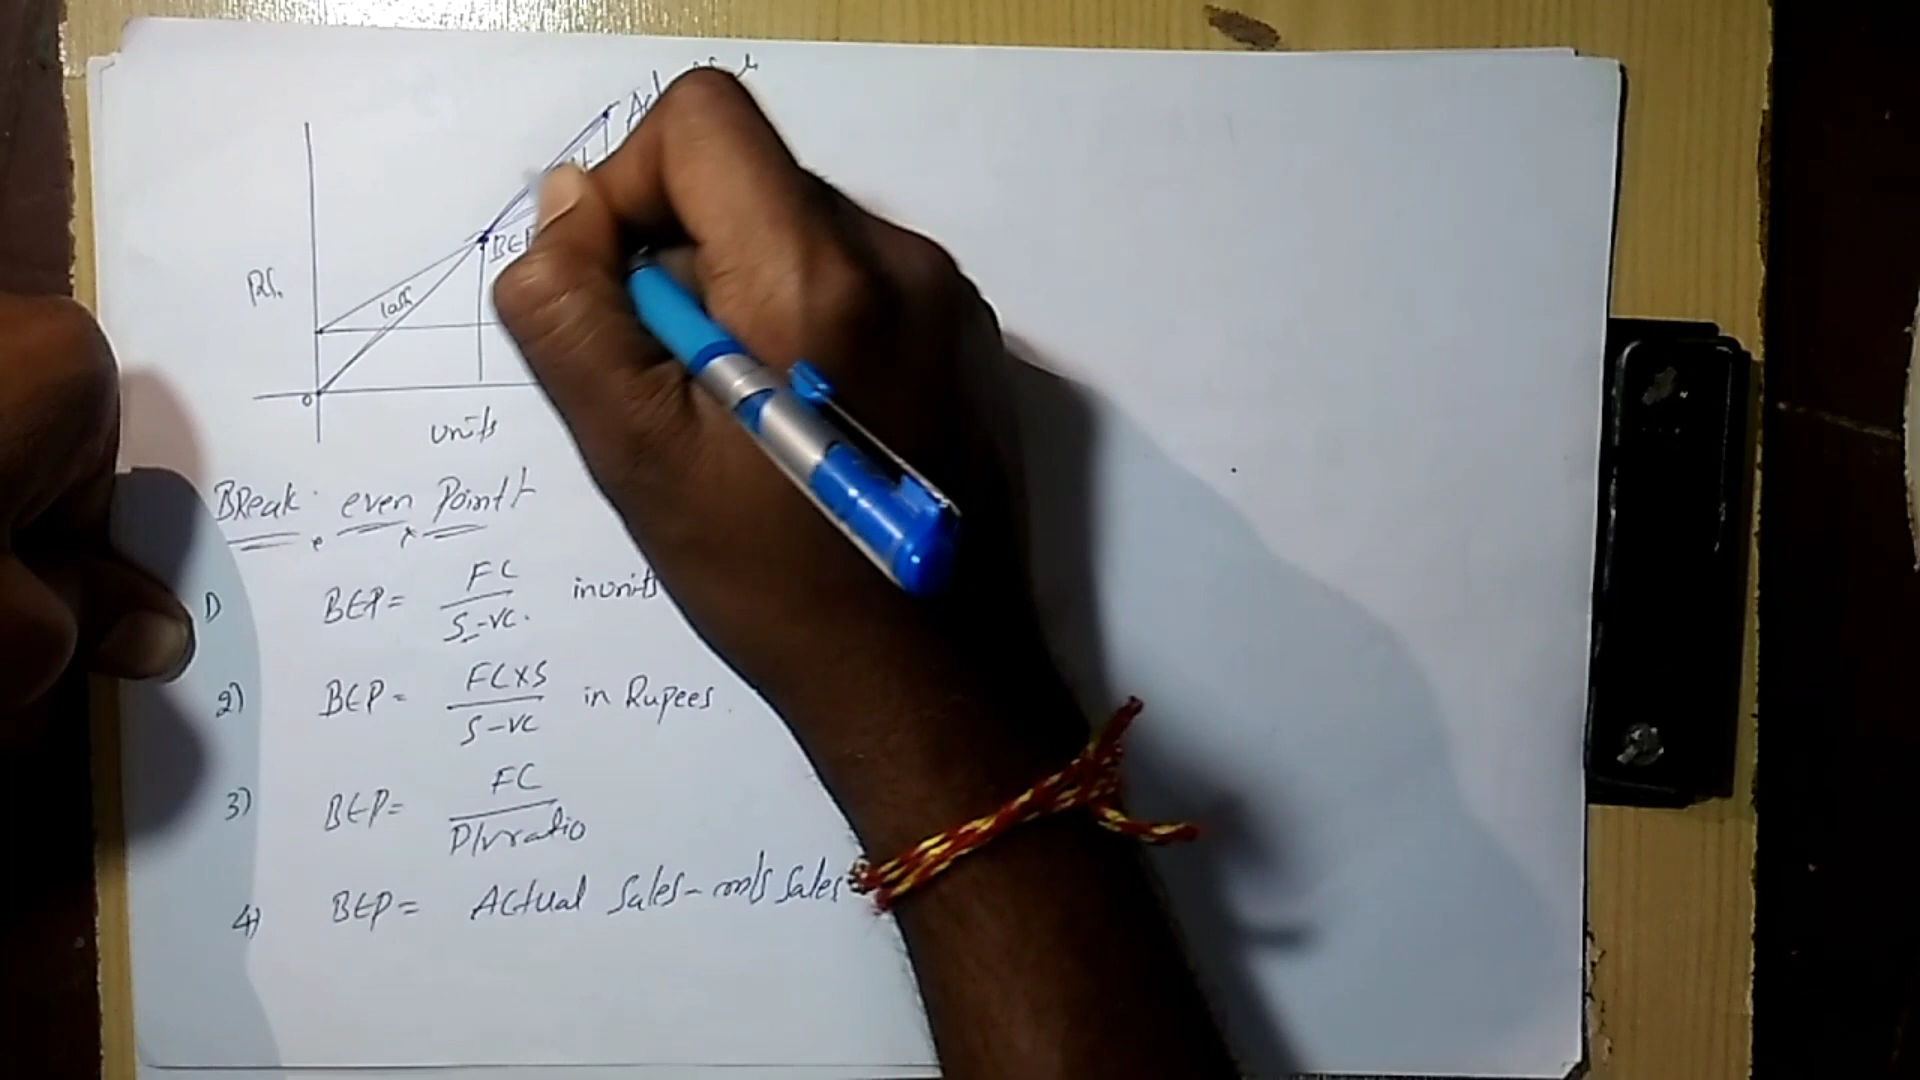 Rs.
loss
BEP
0
units
Break even Point
1) BEP = FC / S-VC. in units
2) BEP = FC×S / S-VC in Rupees
3) BEP = FC / P/v ratio
4) BEP = Actual Sales - m/s Sales